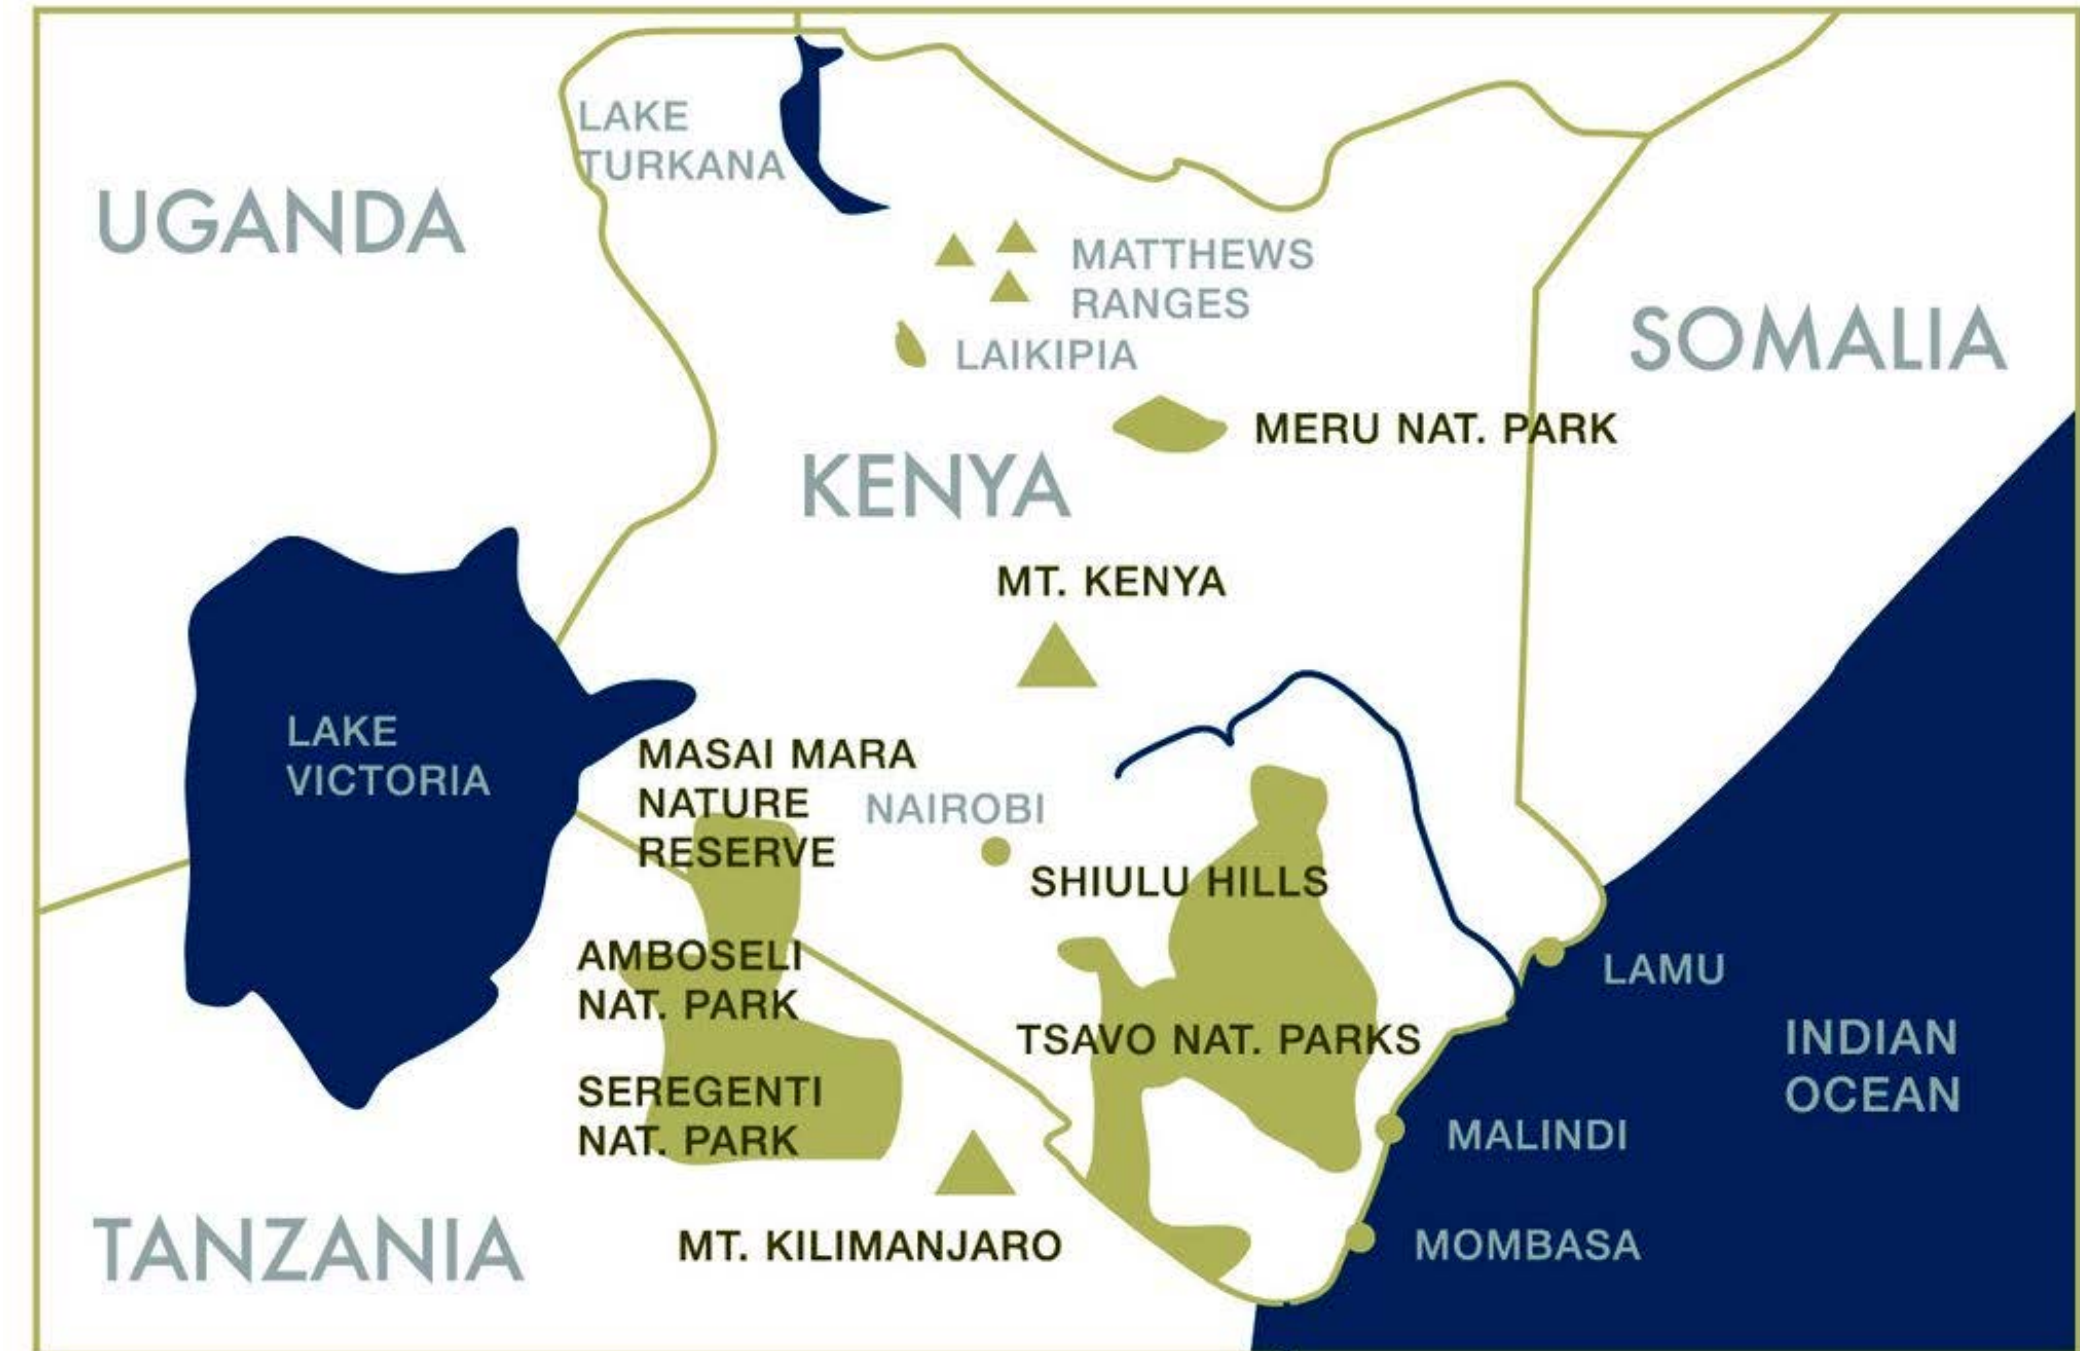 LAKE
TURKANA
UGANDA
MATTHEWS
RANGES
SOMALIA
LAIKIPIA
MERU NAT. PARK
KENYA
MT. KENYA
LAKE
VICTORIA
MASAI MARA
NATURE
RESERVE
NAIROBI
SHIULU HILLS
AMBOSELI
NAT. PARK
LAMU
TSAVO NAT. PARKS
INDIAN
OCEAN
SEREGENTI
NAT. PARK
MALINDI
TANZANIA
MT. KILIMANJARO
MOMBASA